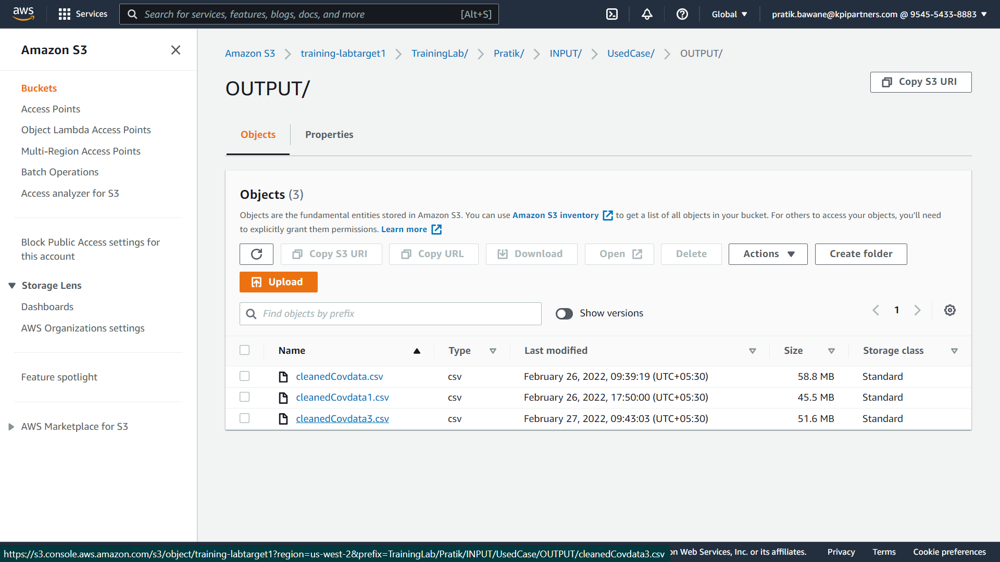 aws
Services
Search for services, features, blogs, docs, and more [Alt+S]
Global
pratik.bawane@kpipartners.com @ 9545-5433-8883
Amazon S3
Buckets
Access Points
Object Lambda Access Points
Multi-Region Access Points
Batch Operations
Access analyzer for S3
Block Public Access settings for
this account
Storage Lens
Dashboards
AWS Organizations settings
Feature spotlight
AWS Marketplace for S3
Amazon S3 training-labtarget1 TrainingLab/ Pratik/ INPUT/ UsedCase/ OUTPUT/
OUTPUT/
Copy S3 URI
Objects Properties
Objects (3)
Objects are the fundamental entities stored in Amazon S3. You can use Amazon S3 inventory to get a list of all objects in your bucket. For others to access your objects, you'll need
to explicitly grant them permissions. Learn more
Copy S3 URI Copy URL Download Open Delete Actions Create folder
Upload
Find objects by prefix Show versions 1
Name Type Last modified Size Storage class
cleanedCovdata.csv csv February 26, 2022, 09:39:19 (UTC+05:30) 58.8 MB Standard
cleanedCovdata1.csv csv February 26, 2022, 17:50:00 (UTC+05:30) 45.5 MB Standard
cleanedCovdata3.csv csv February 27, 2022, 09:43:03 (UTC+05:30) 51.6 MB Standard
https://s3.console.aws.amazon.com/s3/object/training-labtarget1?region=us-west-2&prefix=TrainingLab/Pratik/INPUT/UsedCase/OUTPUT/cleanedCovdata3.csv
on Web Services, Inc. or its affiliates. Privacy Terms Cookie preferences